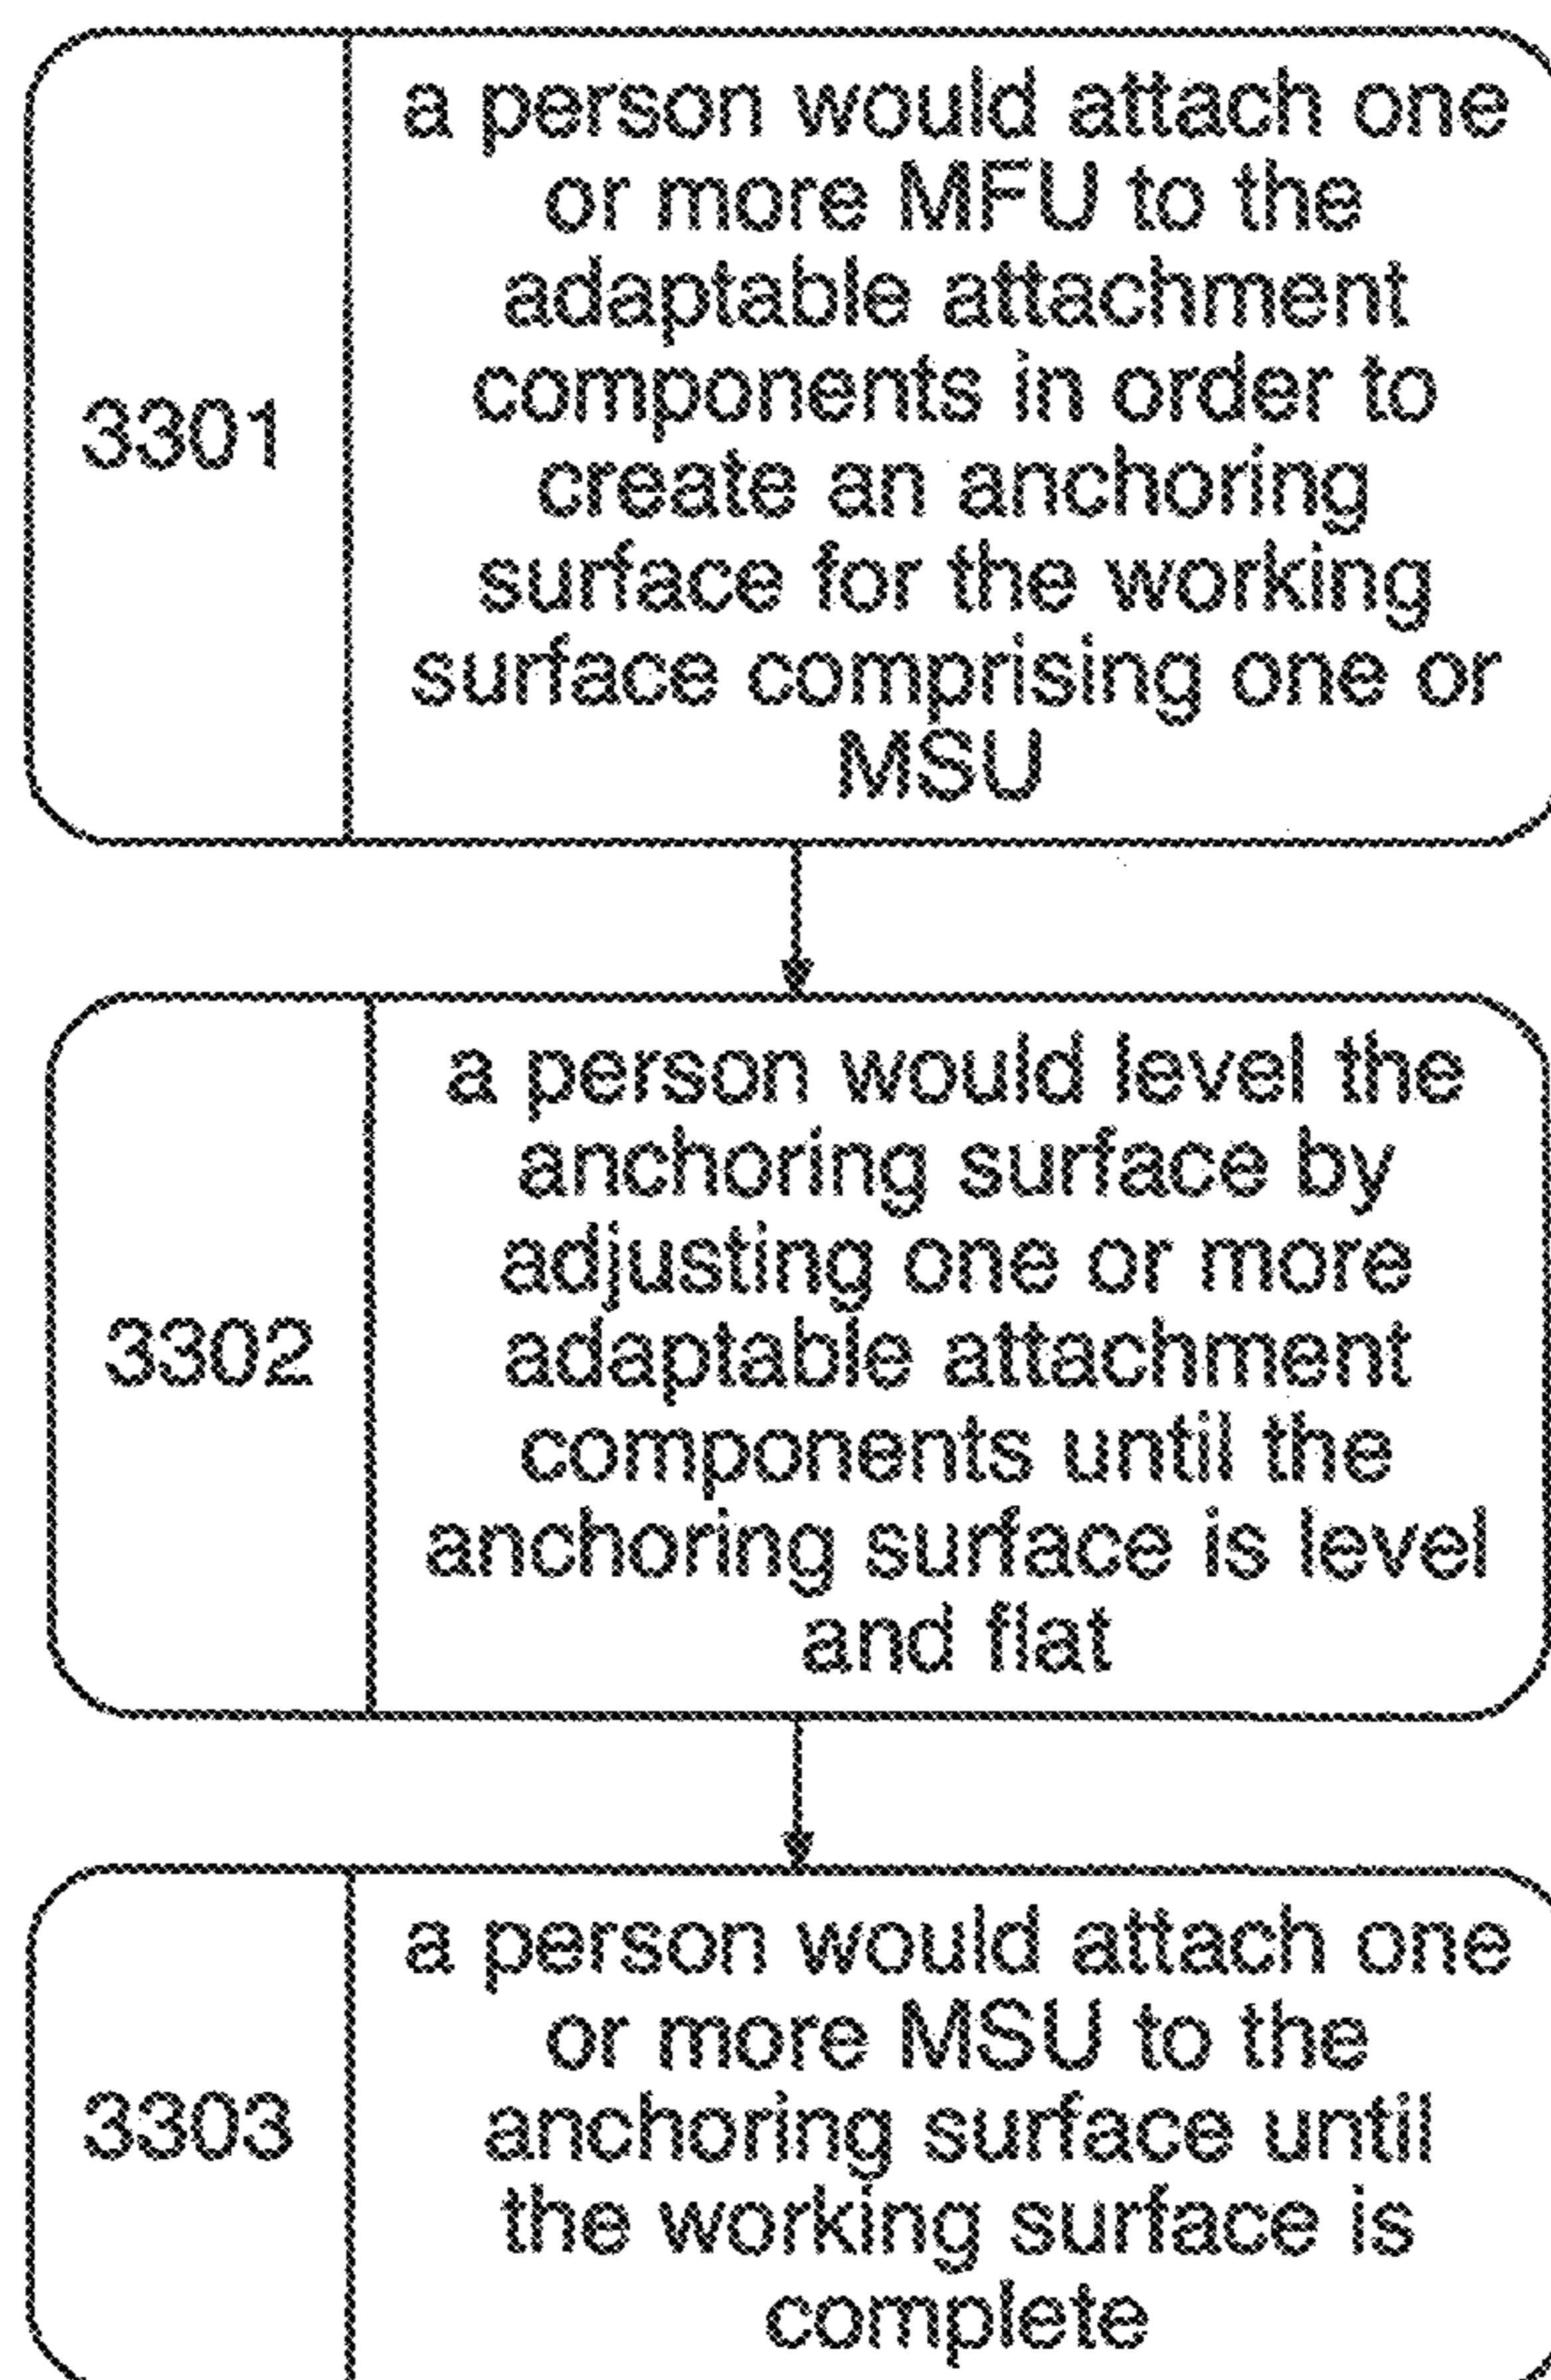 3301
a person would attach one
or more MFU to the
adaptable attachment
components in order to
create an anchoring
surface for the working
surface comprising one or
MSU
3302
a person would level the
anchoring surface by
adjusting one or more
adaptable attachment
components until the
anchoring surface is level
and flat
3303
a person would attach one
or more MSU to the
anchoring surface until
the working surface is
complete